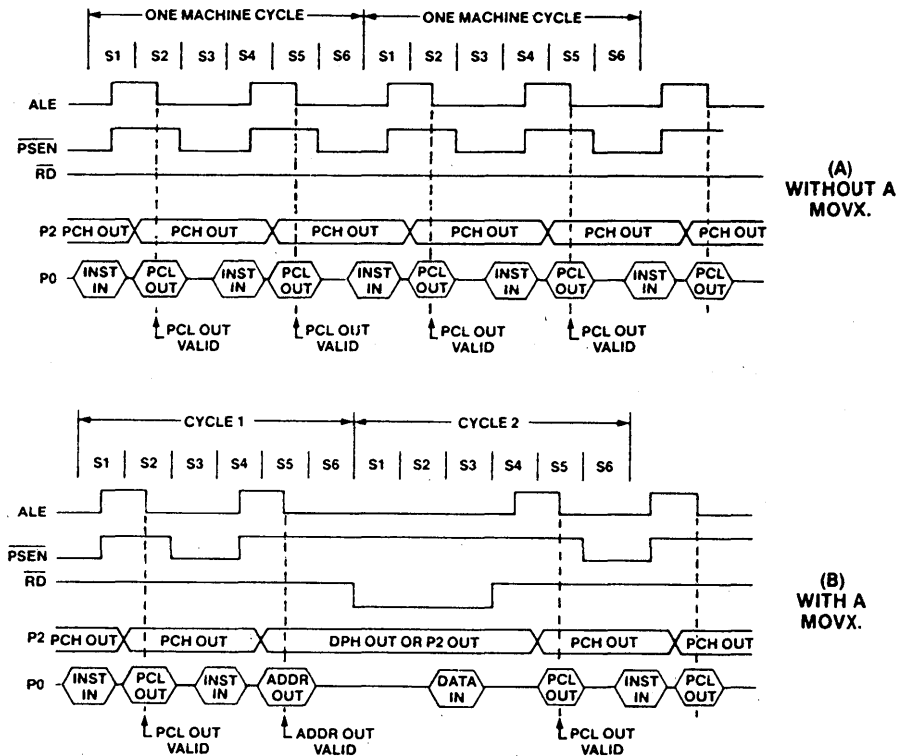 ONE MACHINE CYCLE ONE MACHINE CYCLE
S1 S2 S3 S4 S5 S6 S1 S2 S3 S4 S5 S6
ALE
PSEN
RD
(A)
WITHOUT A
MOVX.
P2 PCH OUT PCH OUT PCH OUT PCH OUT PCH OUT PCH OUT
P0 INST IN PCL OUT INST IN PCL OUT INST IN PCL OUT INST IN PCL OUT INST IN PCL OUT
PCL OUT VALID PCL OUT VALID PCL OUT VALID PCL OUT VALID
CYCLE 1 CYCLE 2
S1 S2 S3 S4 S5 S6 S1 S2 S3 S4 S5 S6
ALE
PSEN
RD
(B)
WITH A
MOVX.
P2 PCH OUT PCH OUT DPH OUT OR P2 OUT PCH OUT PCH OUT
P0 INST IN PCL OUT INST IN ADDR OUT DATA IN PCL OUT INST IN PCL OUT
PCL OUT VALID ADDR OUT VALID PCL OUT VALID